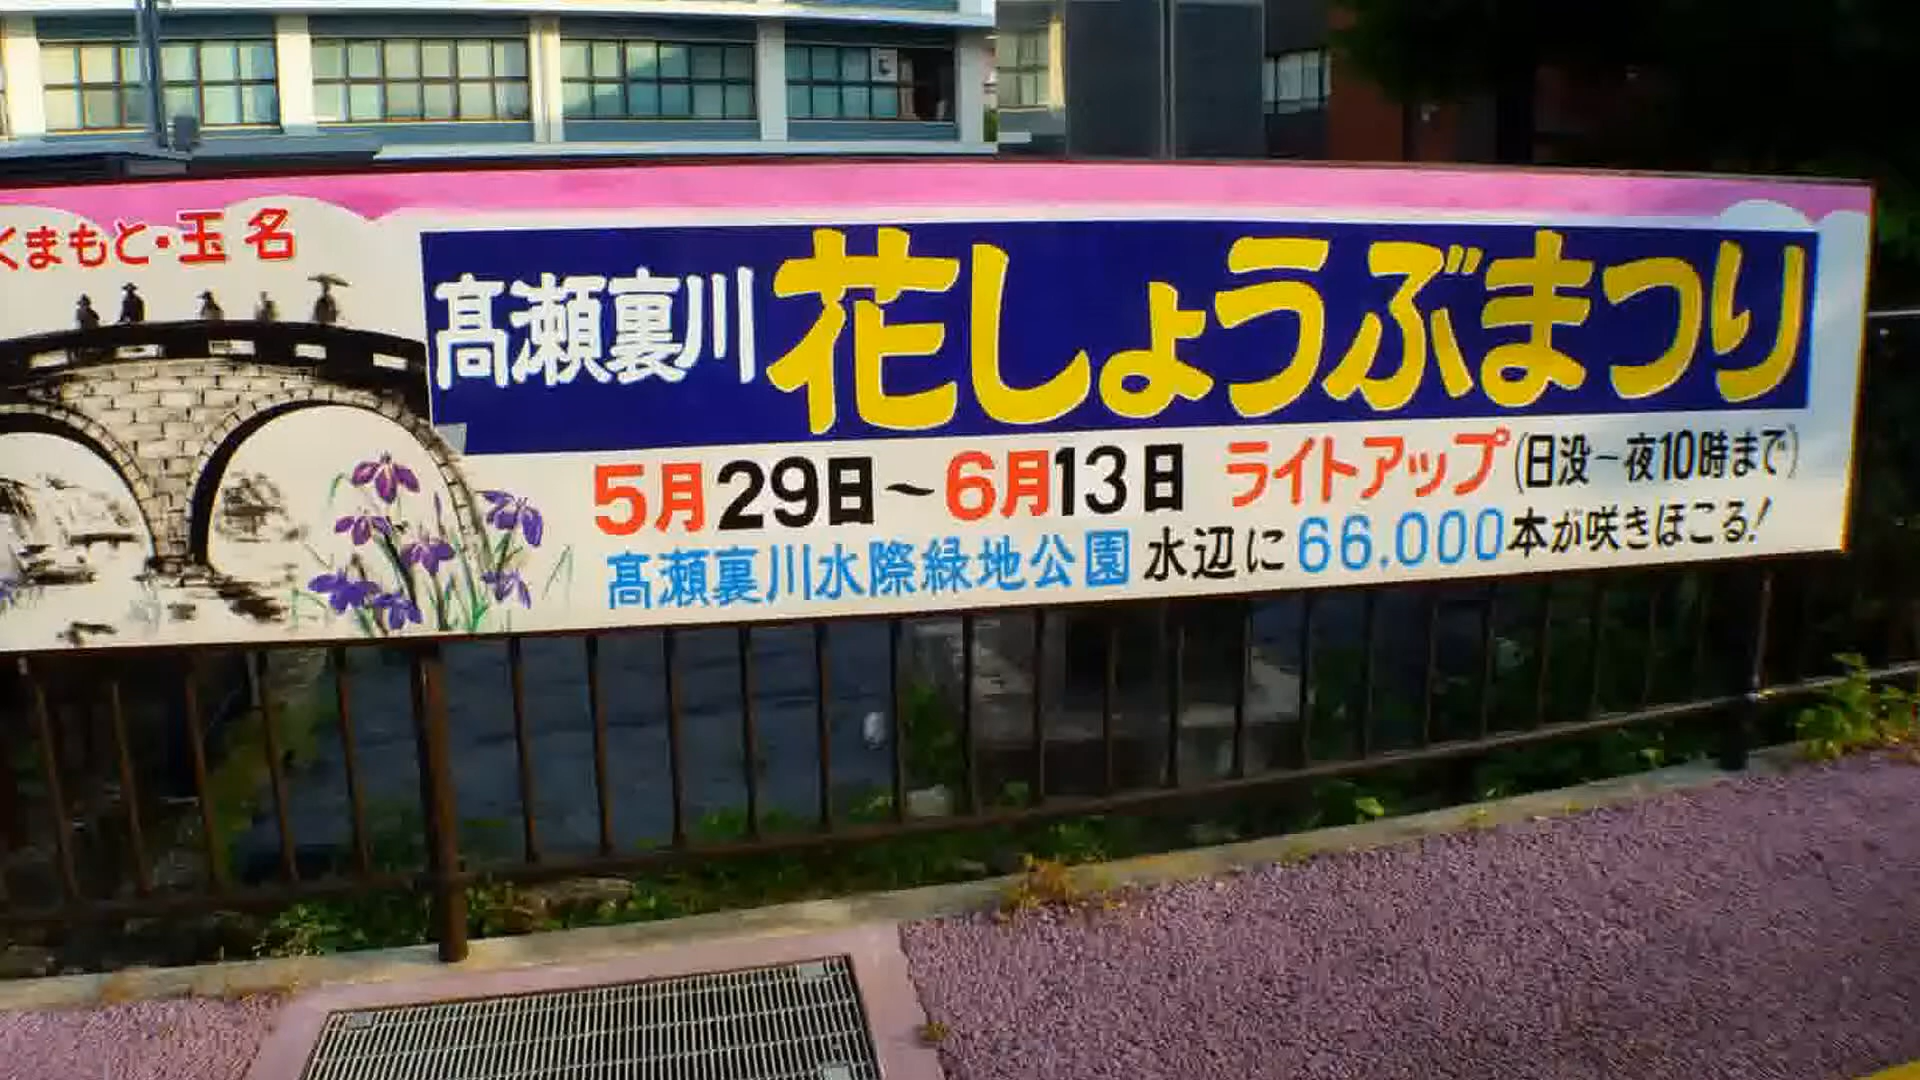 くまもと・玉名
髙瀬裏川 花しょうぶまつり
5月29日~6月13日 ライトアップ(日没ー夜10時まで)
髙瀬裏川水際緑地公園 水辺に66.000本が咲きほこる!